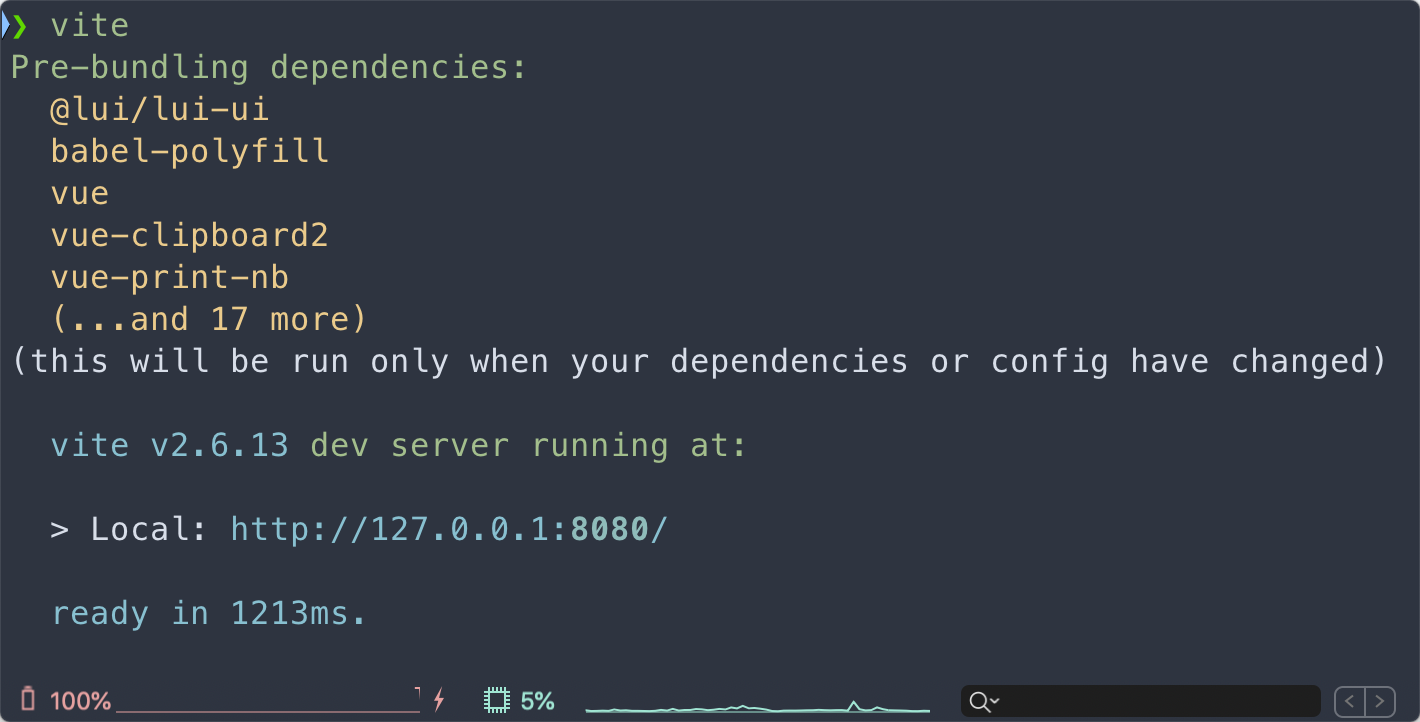 ❯ vite
Pre-bundling dependencies:
@lui/lui-ui
babel-polyfill
vue
vue-clipboard2
vue-print-nb
(...and 17 more)
(this will be run only when your dependencies or config have changed)
vite v2.6.13 dev server running at:
> Local: http://127.0.0.1:8080/
ready in 1213ms.
100% 5%